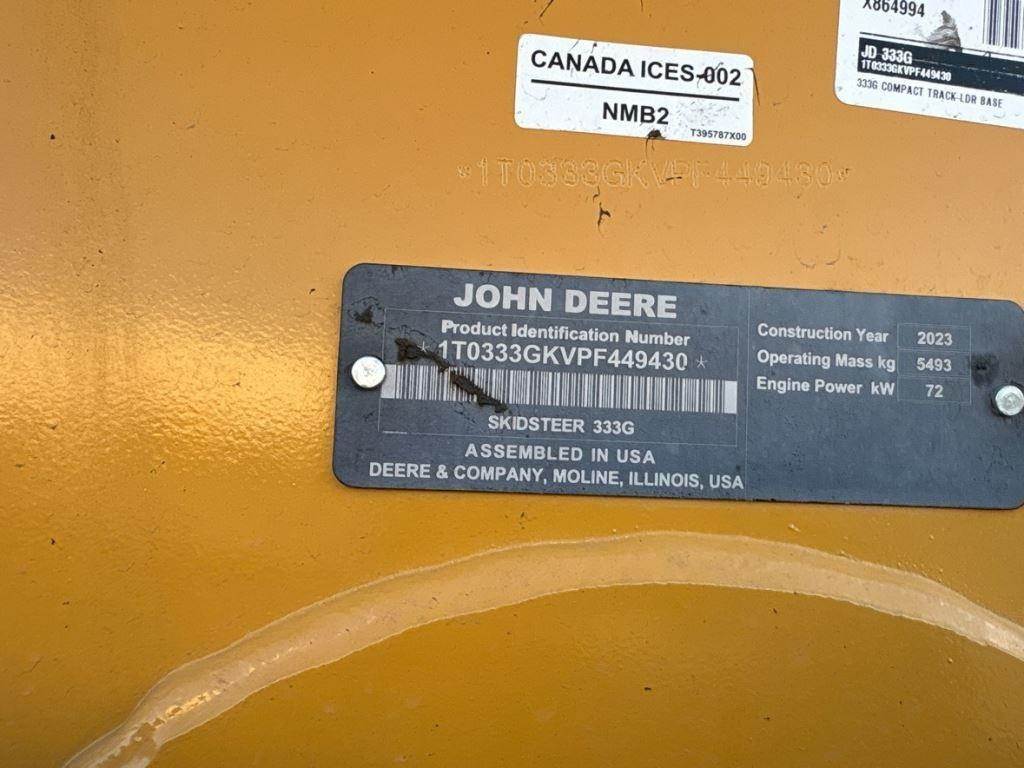 X864994
JD 333G
1T0333GKVPF449430
333G COMPACT TRACK LDR BASE
CANADA ICES-002
NMB2
T395787X00
*1T0333GKVPF449430*
JOHN DEERE
Product Identification Number
*1T0333GKVPF449430*
SKIDSTEER 333G
ASSEMBLED IN USA
DEERE & COMPANY, MOLINE, ILLINOIS, USA
Construction Year 2023
Operating Mass kg 5493
Engine Power kW 72